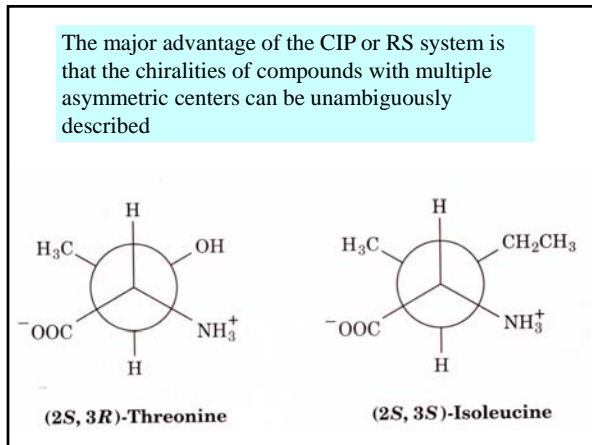 The major advantage of the CIP or RS system is
that the chiralities of compounds with multiple
asymmetric centers can be unambiguously
described
H
H₃C
OH
⁻OOC
NH₃⁺
H
(2S, 3R)-Threonine
H
H₃C
CH₂CH₃
⁻OOC
NH₃⁺
H
(2S, 3S)-Isoleucine